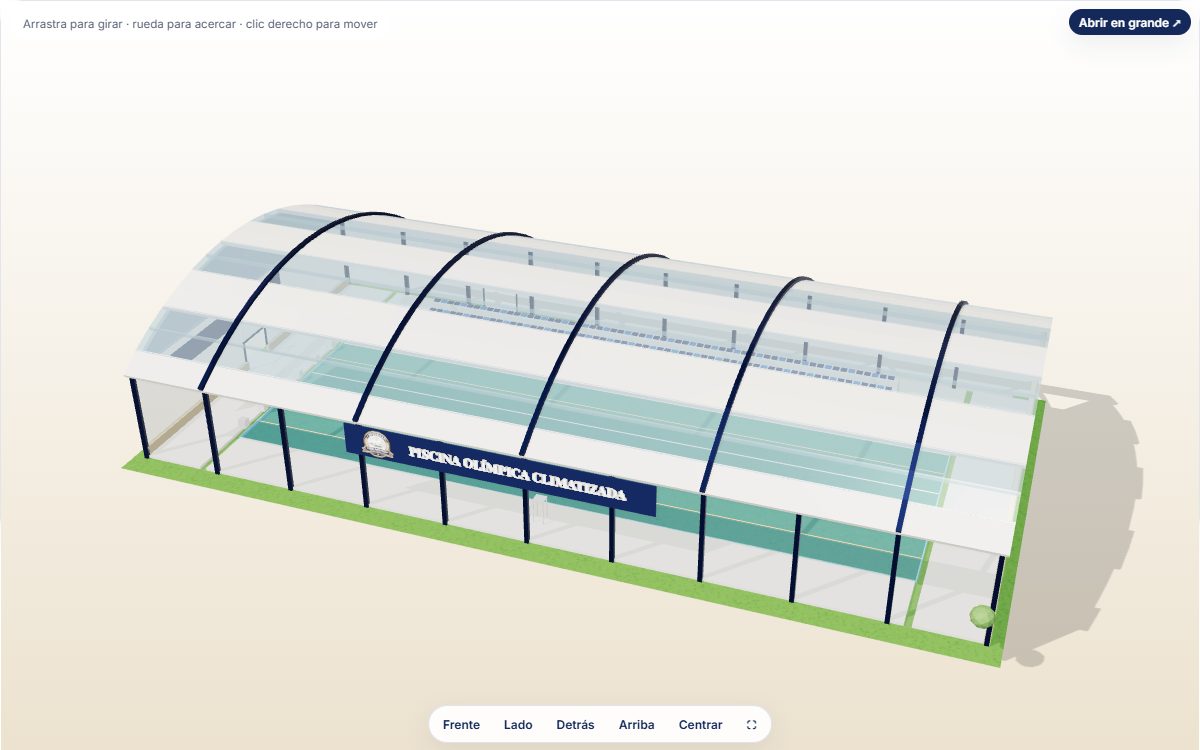 Arrastra para girar · rueda para acercar · clic derecho para mover
Abrir en grande ↗
PISCINA OLÍMPICA CLIMATIZADA
Frente Lado Detrás Arriba Centrar